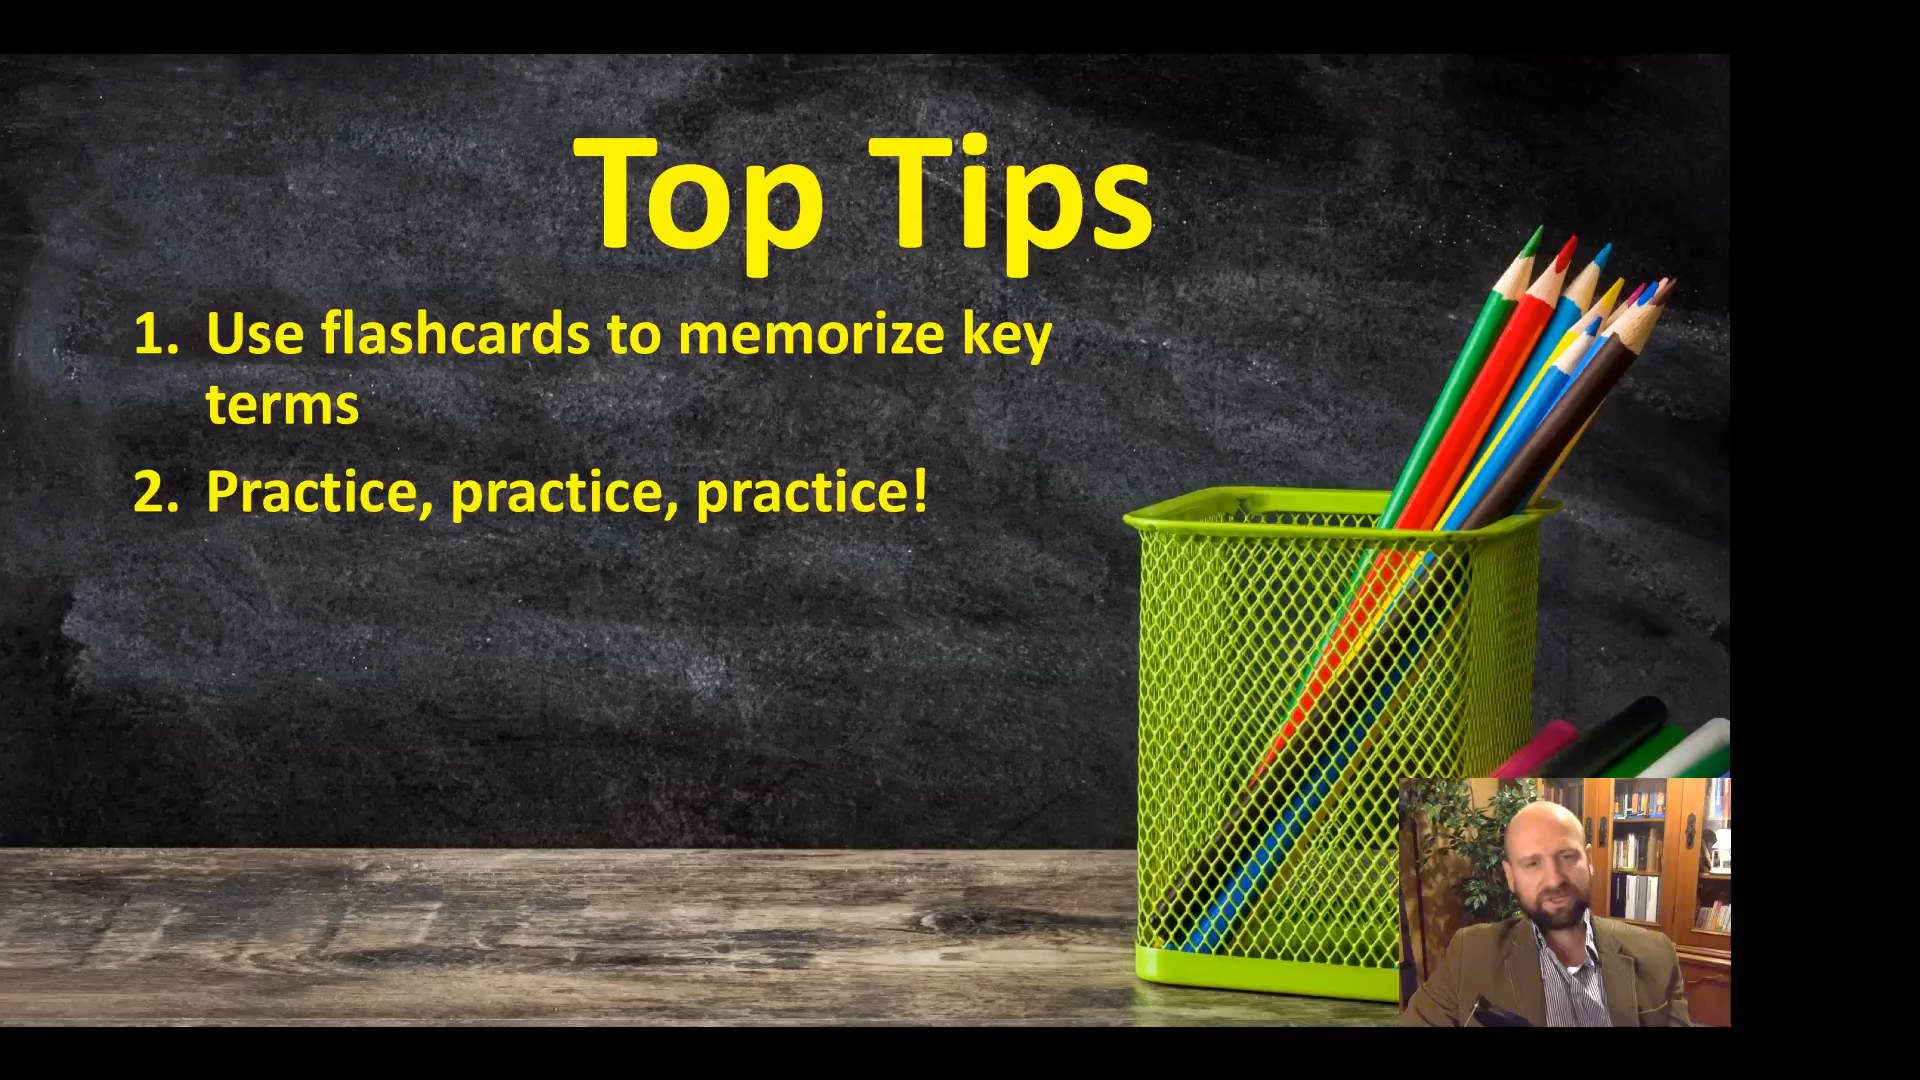 Top Tips
1. Use flashcards to memorize key
terms
2. Practice, practice, practice!